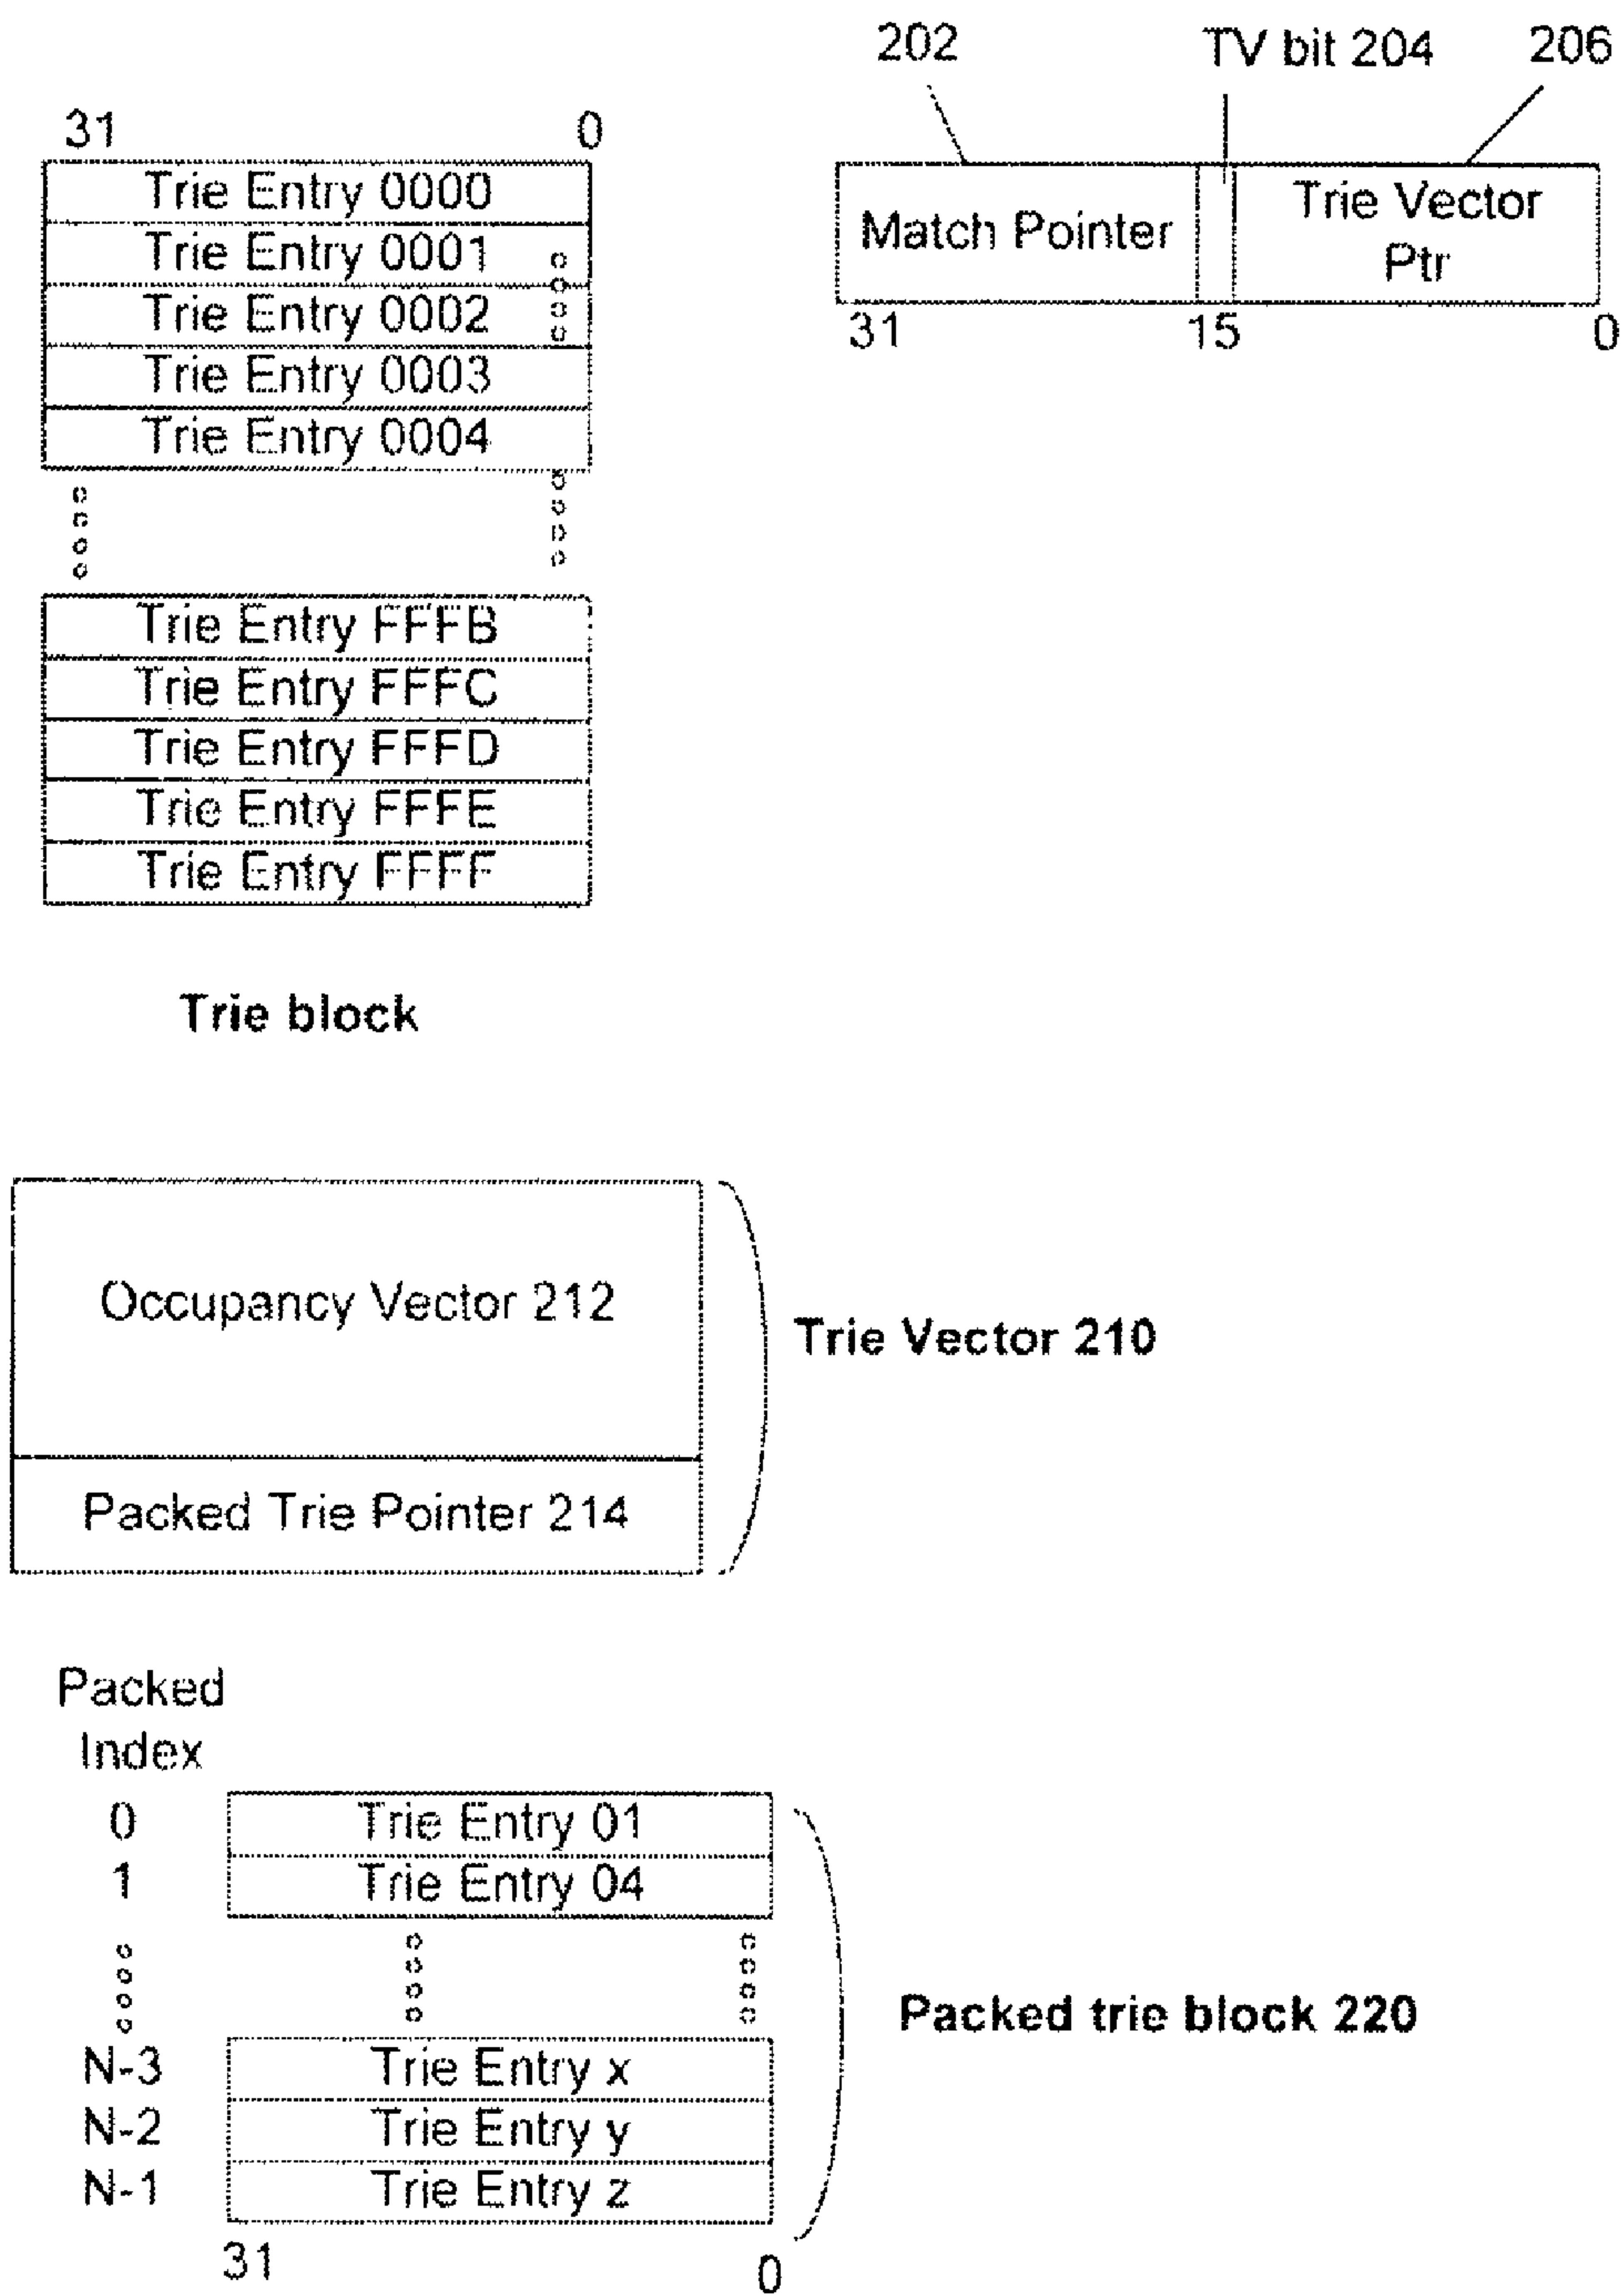 202 TV bit 204 206
31 0
Trie Entry 0000
Trie Entry 0001
Trie Entry 0002
Trie Entry 0003
Trie Entry 0004
Match Pointer
Trie Vector
Ptr
31 15 0
Trie Entry FFFB
Trie Entry FFFC
Trie Entry FFFD
Trie Entry FFFE
Trie Entry FFFF
Trie block
Occupancy Vector 212
Packed Trie Pointer 214
Trie Vector 210
Packed
Index
0 Trie Entry 01
1 Trie Entry 04
Packed trie block 220
N-3 Trie Entry x
N-2 Trie Entry y
N-1 Trie Entry z
31 0